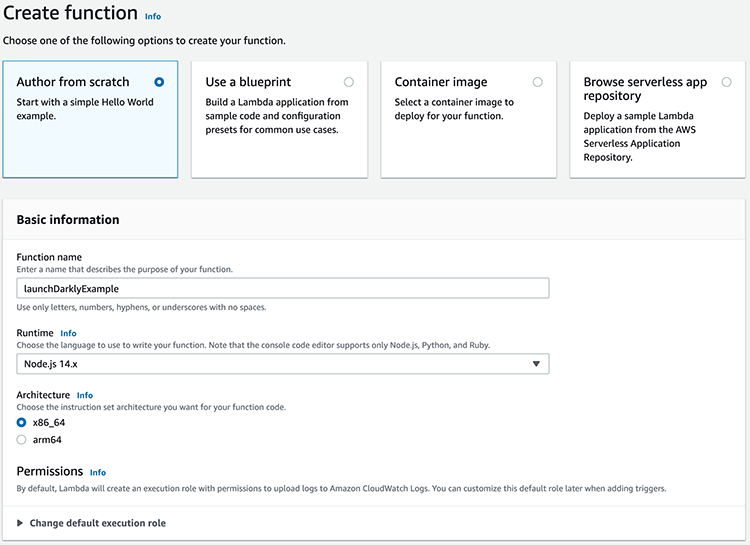 Create function Info
Choose one of the following options to create your function.
Author from scratch
Start with a simple Hello World
example.
Use a blueprint
Build a Lambda application from
sample code and configuration
presets for common use cases.
Container image
Select a container image to
deploy for your function.
Browse serverless app
repository
Deploy a sample Lambda
application from the AWS
Serverless Application
Repository.
Basic information
Function name
Enter a name that describes the purpose of your function.
launchDarklyExample
Use only letters, numbers, hyphens, or underscores with no spaces.
Runtime Info
Choose the language to use to write your function. Note that the console code editor supports only Node.js, Python, and Ruby.
Node.js 14.x
Architecture Info
Choose the instruction set architecture you want for your function code.
x86_64
arm64
Permissions Info
By default, Lambda will create an execution role with permissions to upload logs to Amazon CloudWatch Logs. You can customize this default role later when adding triggers.
Change default execution role